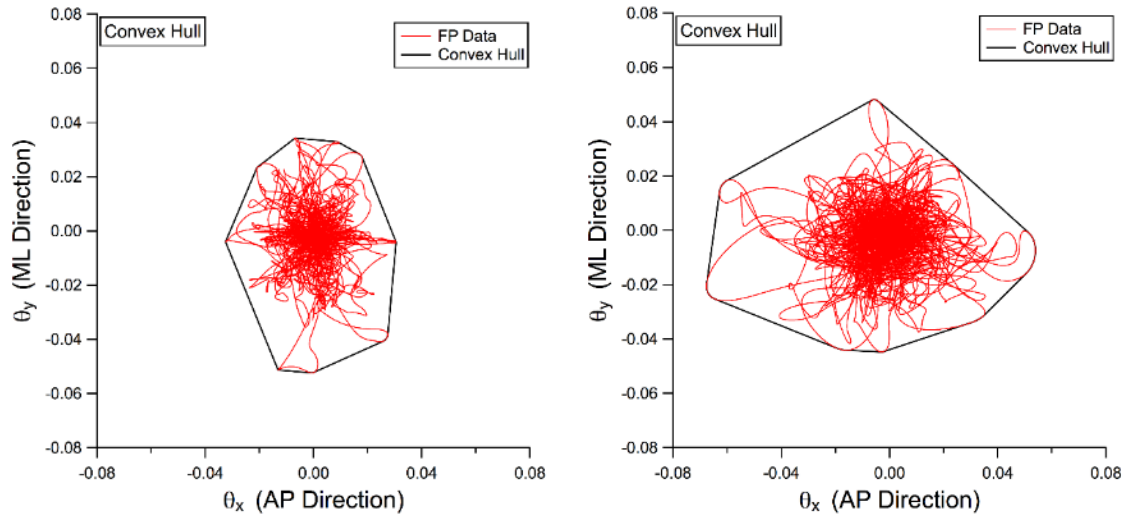 Convex Hull
FP Data
Convex Hull
0.08
0.06
0.04
0.02
0.00
-0.02
-0.04
-0.06
-0.08
θy (ML Direction)
-0.08
-0.04
0.00
0.04
0.08
θx (AP Direction)
Convex Hull
FP Data
Convex Hull
0.08
0.06
0.04
0.02
0.00
-0.02
-0.04
-0.06
-0.08
θy (ML Direction)
-0.08
-0.04
0.00
0.04
0.08
θx (AP Direction)